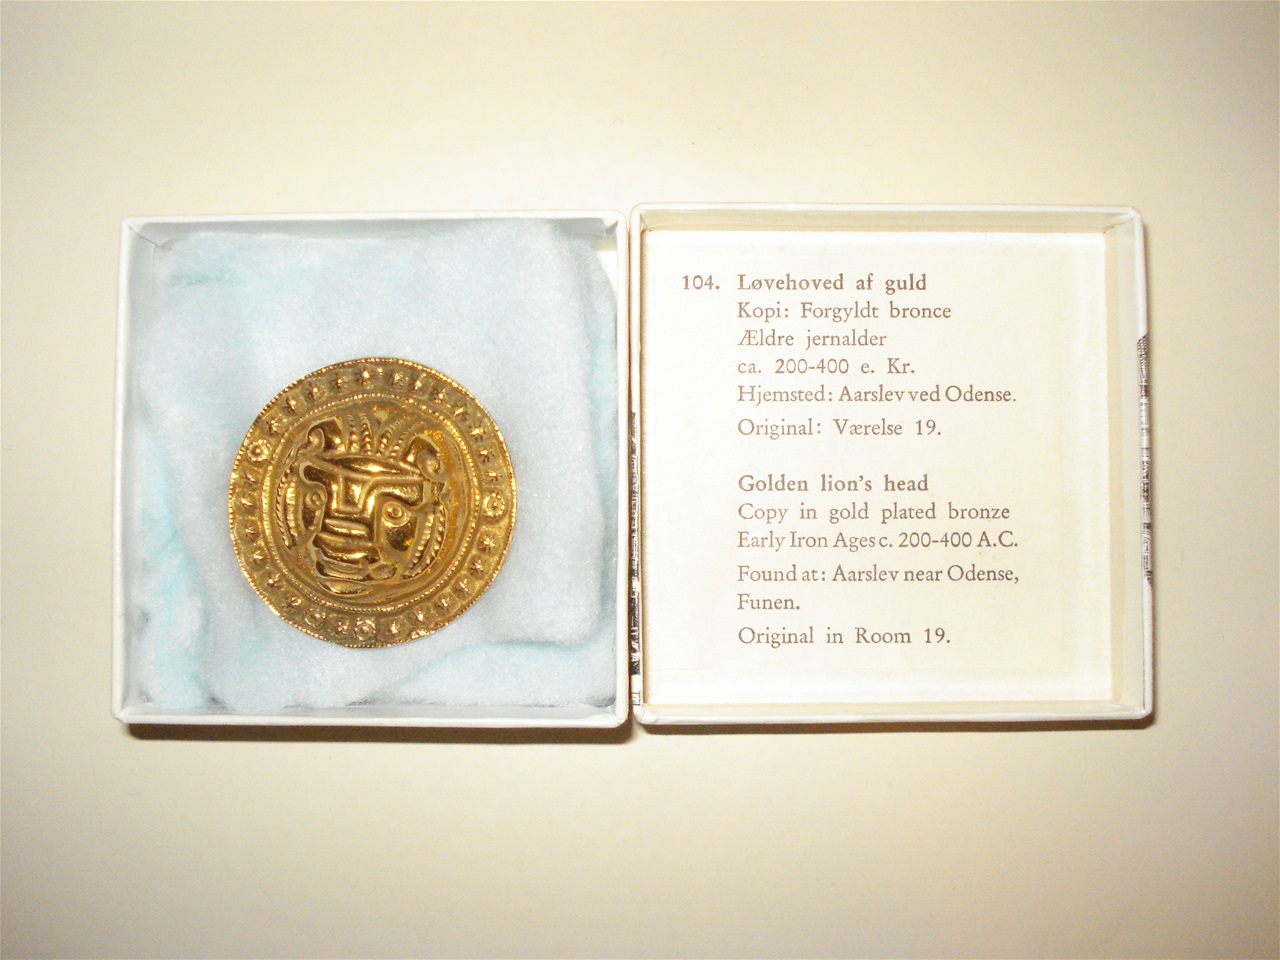 104. Løvehoved af guld
Kopi: Forgyldt bronce
Ældre jernalder
ca. 200-400 e. Kr.
Hjemsted: Aarslev ved Odense.
Original: Værelse 19.
Golden lion's head
Copy in gold plated bronze
Early Iron Ages c. 200-400 A.C.
Found at: Aarslev near Odense,
Funen.
Original in Room 19.